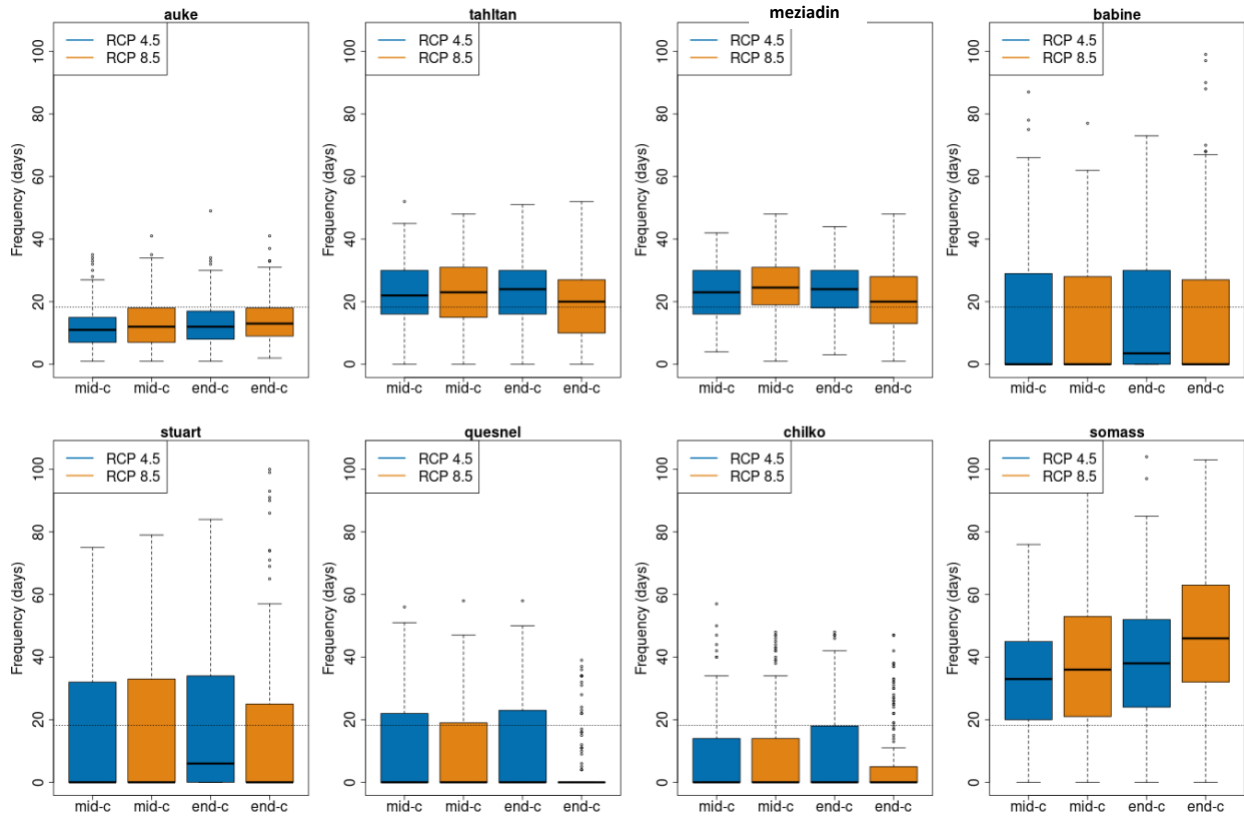 auke
tahltan
meziadin
babine
RCP 4.5
RCP 8.5
RCP 4.5
RCP 8.5
RCP 4.5
RCP 8.5
RCP 4.5
RCP 8.5
Frequency (days)
0 20 40 60 80 100
Frequency (days)
0 20 40 60 80 100
Frequency (days)
0 20 40 60 80 100
Frequency (days)
0 20 40 60 80 100
mid-c mid-c end-c end-c
mid-c mid-c end-c end-c
mid-c mid-c end-c end-c
mid-c mid-c end-c end-c
stuart
quesnel
chilko
somass
RCP 4.5
RCP 8.5
RCP 4.5
RCP 8.5
RCP 4.5
RCP 8.5
RCP 4.5
RCP 8.5
Frequency (days)
0 20 40 60 80 100
Frequency (days)
0 20 40 60 80 100
Frequency (days)
0 20 40 60 80 100
Frequency (days)
0 20 40 60 80 100
mid-c mid-c end-c end-c
mid-c mid-c end-c end-c
mid-c mid-c end-c end-c
mid-c mid-c end-c end-c